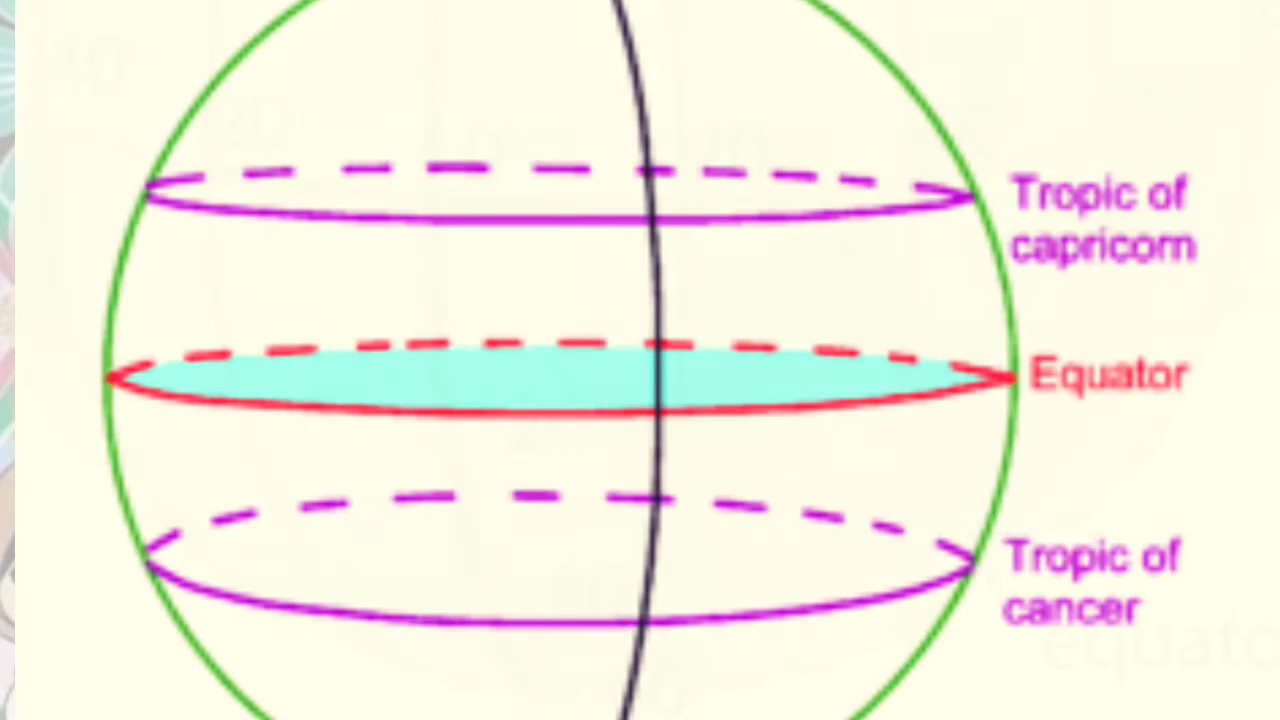 Tropic of
capricorn
Equator
Tropic of
cancer